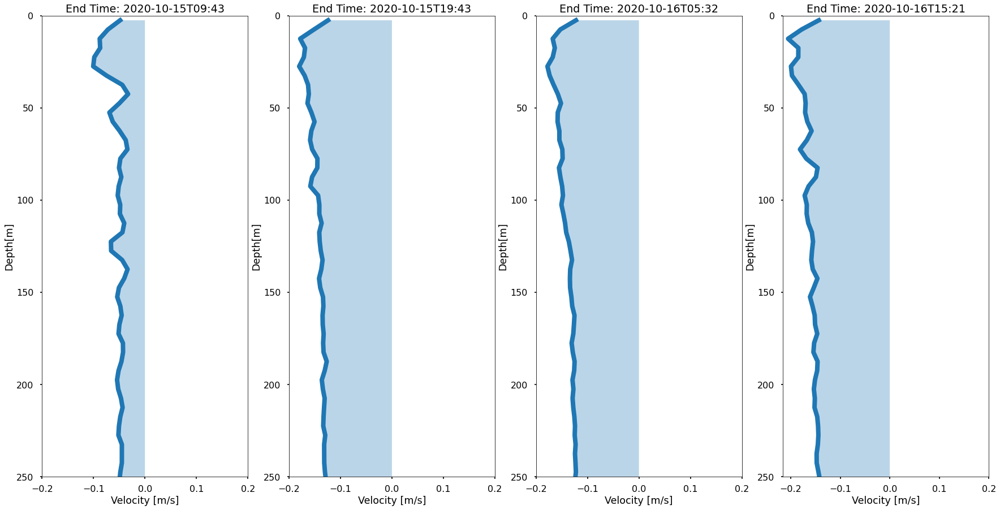 End Time: 2020-10-15T09:43
0
50
100
150
200
250
Depth[m]
−0.2 −0.1 0.0 0.1 0.2
Velocity [m/s]
End Time: 2020-10-15T19:43
0
50
100
150
200
250
Depth[m]
−0.2 −0.1 0.0 0.1 0.2
Velocity [m/s]
End Time: 2020-10-16T05:32
0
50
100
150
200
250
Depth[m]
−0.2 −0.1 0.0 0.1 0.2
Velocity [m/s]
End Time: 2020-10-16T15:21
0
50
100
150
200
250
Depth[m]
−0.2 −0.1 0.0 0.1 0.2
Velocity [m/s]